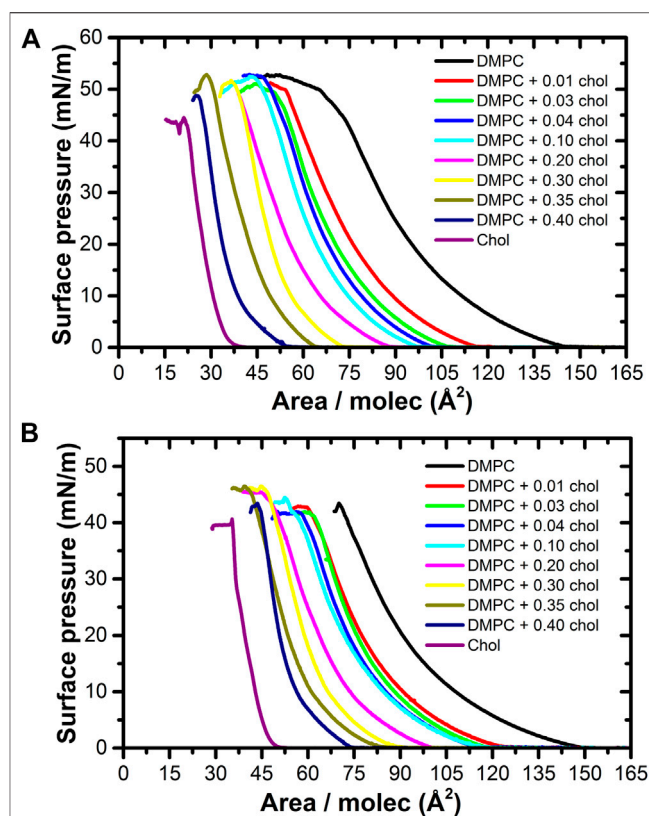 A
60
50
40
30
20
10
0
Surface pressure (mN/m)
DMPC
DMPC + 0.01 chol
DMPC + 0.03 chol
DMPC + 0.04 chol
DMPC + 0.10 chol
DMPC + 0.20 chol
DMPC + 0.30 chol
DMPC + 0.35 chol
DMPC + 0.40 chol
Chol
0 15 30 45 60 75 90 105 120 135 150 165
Area / molec (Å²)
B
50
40
30
20
10
0
Surface pressure (mN/m)
DMPC
DMPC + 0.01 chol
DMPC + 0.03 chol
DMPC + 0.04 chol
DMPC + 0.10 chol
DMPC + 0.20 chol
DMPC + 0.30 chol
DMPC + 0.35 chol
DMPC + 0.40 chol
Chol
0 15 30 45 60 75 90 105 120 135 150 165
Area / molec (Å²)